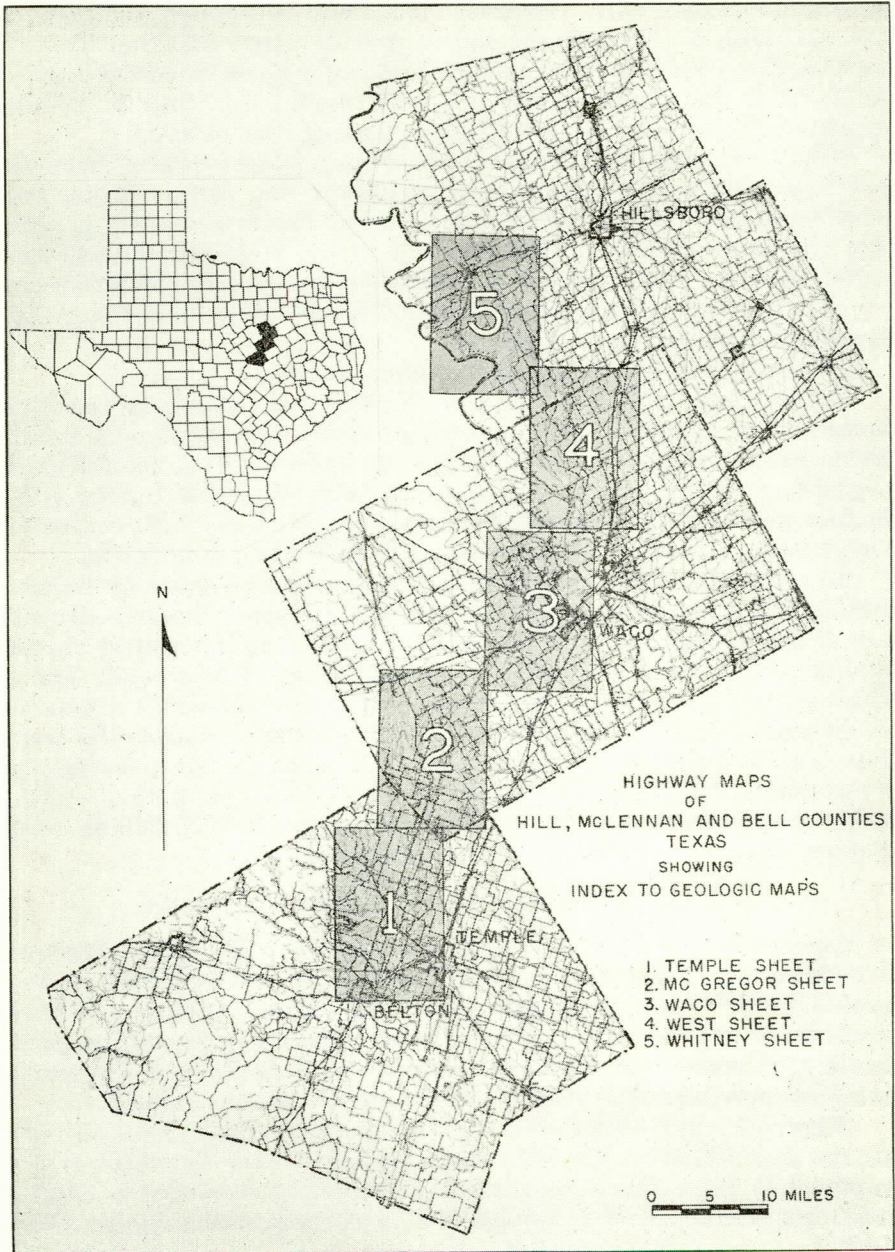 HILLSBORO
5
4
N
3
WACO
2
HIGHWAY MAPS
OF
HILL, MCLENNAN AND BELL COUNTIES
TEXAS
SHOWING
INDEX TO GEOLOGIC MAPS
1
TEMPLE
BELTON
1. TEMPLE SHEET
2. MC GREGOR SHEET
3. WACO SHEET
4. WEST SHEET
5. WHITNEY SHEET
0 5 10 MILES